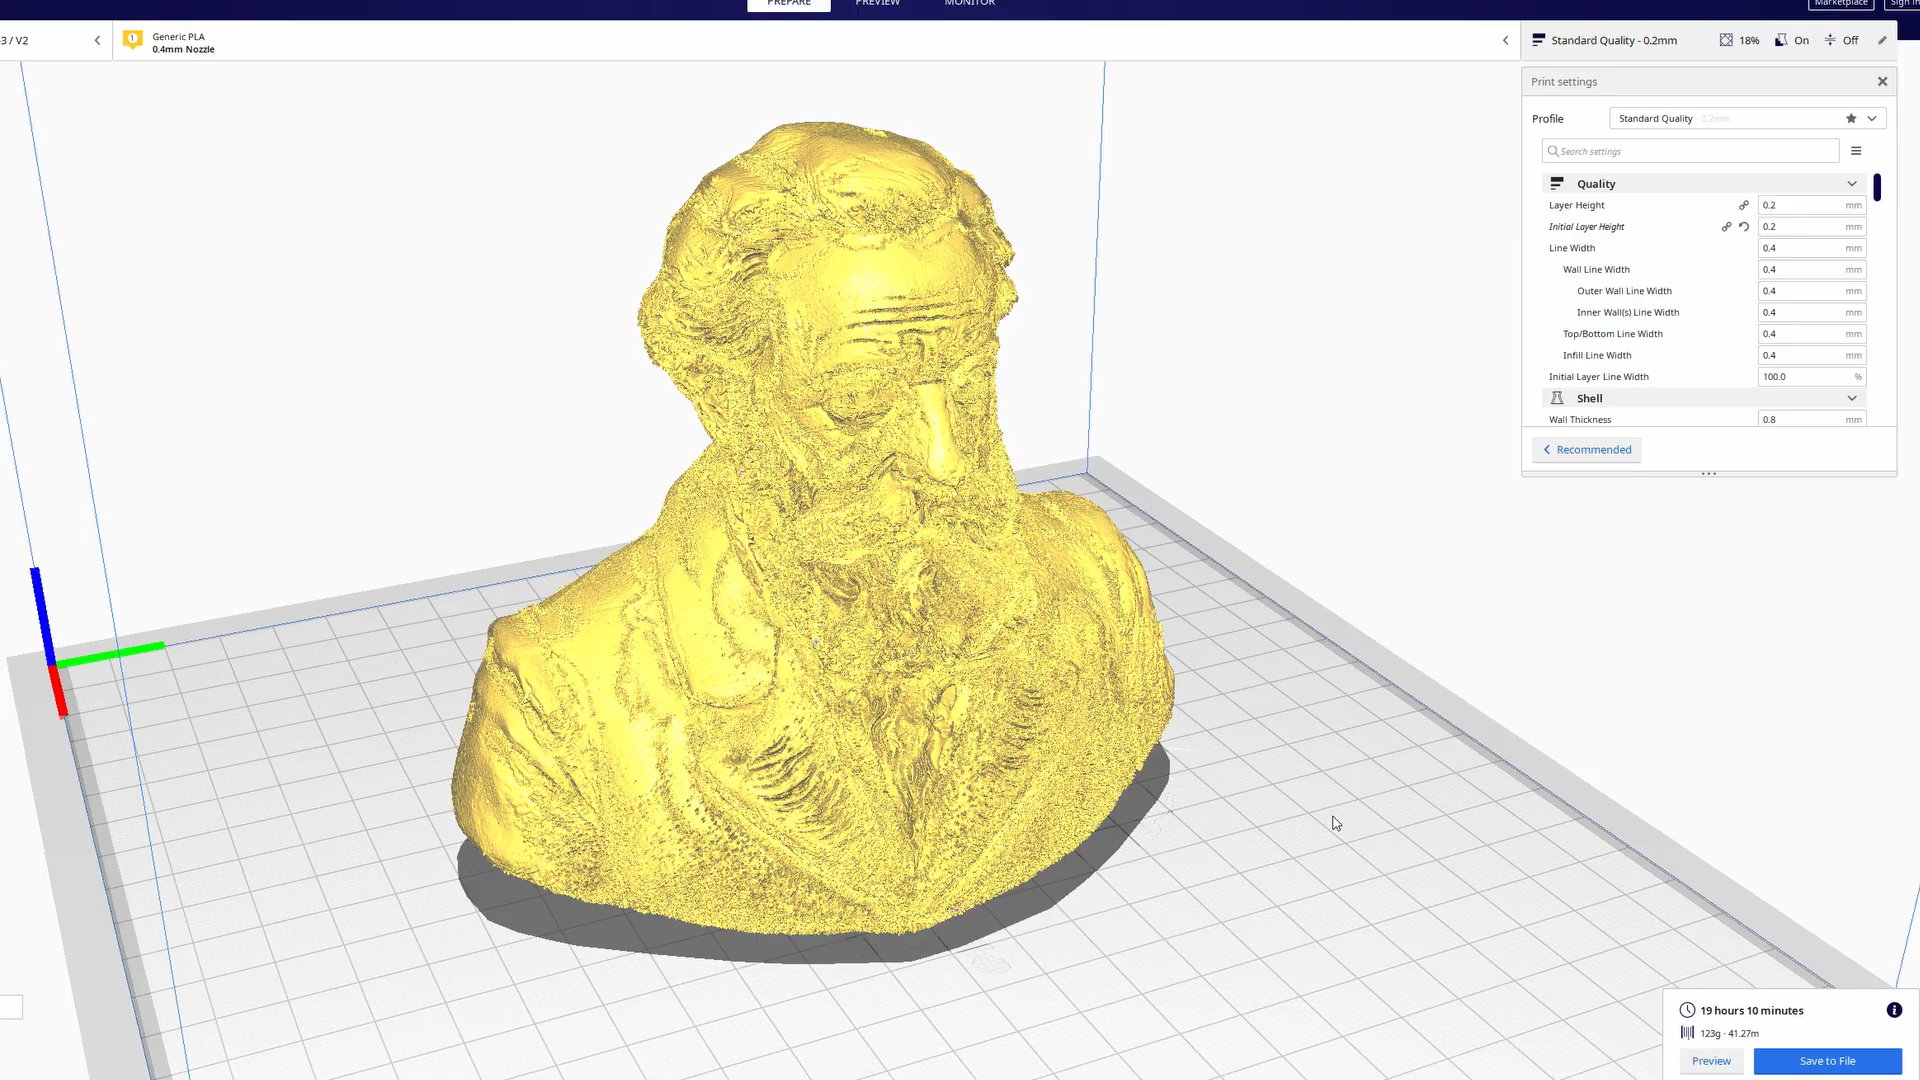 PREPARE
PREVIEW
MONITOR
Marketplace
Sign in
-3 / V2
1
Generic PLA
0.4mm Nozzle
Standard Quality - 0.2mm
18%
On
Off
Print settings
Profile
Standard Quality - 0.2mm
Search settings
Quality
Layer Height
0.2 mm
Initial Layer Height
0.2 mm
Line Width
0.4 mm
Wall Line Width
0.4 mm
Outer Wall Line Width
0.4 mm
Inner Wall(s) Line Width
0.4 mm
Top/Bottom Line Width
0.4 mm
Infill Line Width
0.4 mm
Initial Layer Line Width
100.0 %
Shell
Wall Thickness
0.8 mm
Recommended
19 hours 10 minutes
123g · 41.27m
Preview
Save to File